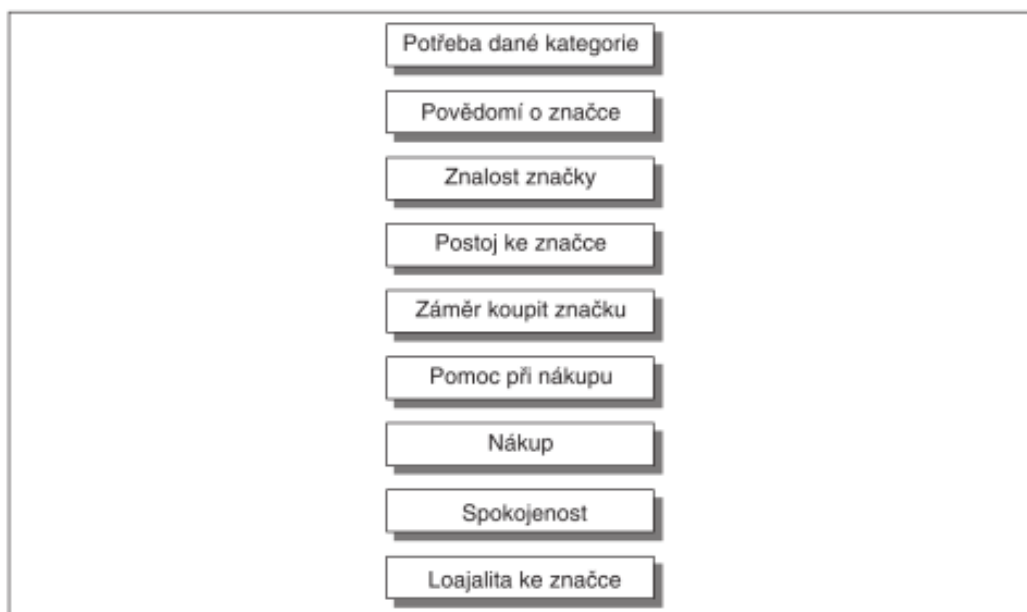 Potřeba dané kategorie
Povědomí o značce
Znalost značky
Postoj ke značce
Záměr koupit značku
Pomoc při nákupu
Nákup
Spokojenost
Loajalita ke značce